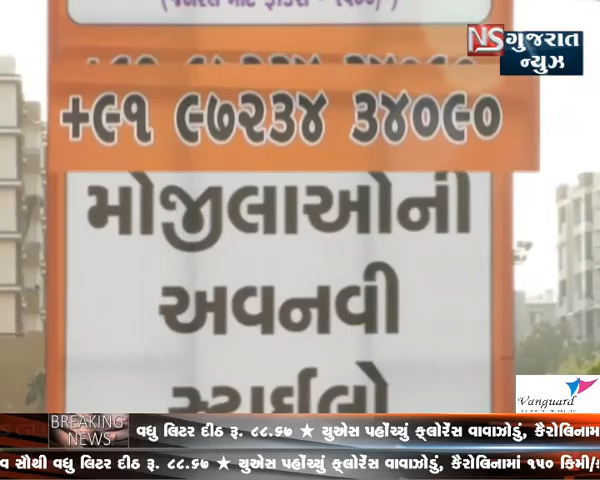 NS ગુજરાત
ન્યુઝ
+૯૧ ૯૭૨૩૪ ૩૪૦૯૦
મોજીલાઓની
અવનવી
સ્ટાઈલો
Vanguard
BREAKING
NEWS
વધુ લિટર દીઠ રૂ. ૮૮.૬૭ ★ યુએસ પહોંચ્યું ફ્લોરેંસ વાવાઝોડું, કૈરોલિનામ
વ સૌથી વધુ લિટર દીઠ રૂ. ૮૮.૬૭ ★ યુએસ પહોંચ્યું ફ્લોરેંસ વાવાઝોડું, કૈરોલિનામાં ૧૫૦ કિમી/